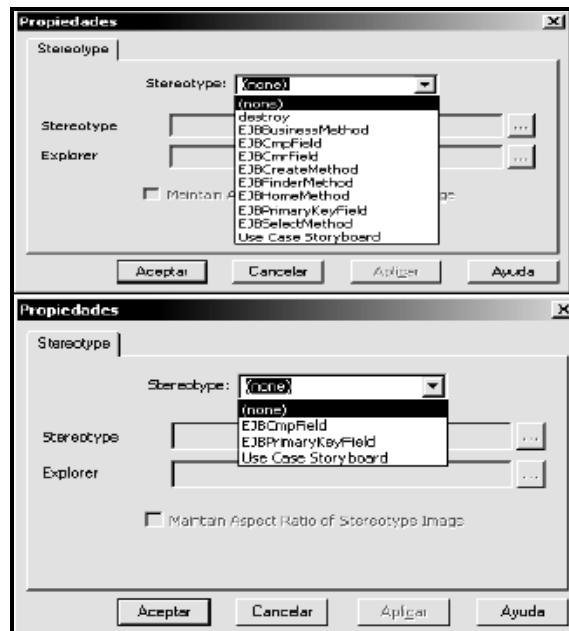 Propiedades
Stereotype
Stereotype: (none)
(none)
destroy
EJBBusinessMethod
EJBCmpField
EJBCmrField
EJBCreateMethod
EJBFinderMethod
EJBHomeMethod
EJBPrimaryKeyField
EJBSelectMethod
Use Case Storyboard
Stereotype ...
Explorer ...
Maintain A ge
Aceptar Cancelar Aplicar Ayuda
Propiedades
Stereotype
Stereotype: (none)
(none)
EJBCmpField
EJBPrimaryKeyField
Use Case Storyboard
Stereotype ...
Explorer ...
Maintain Aspect Ratio of Stereotype Image
Aceptar Cancelar Aplicar Ayuda